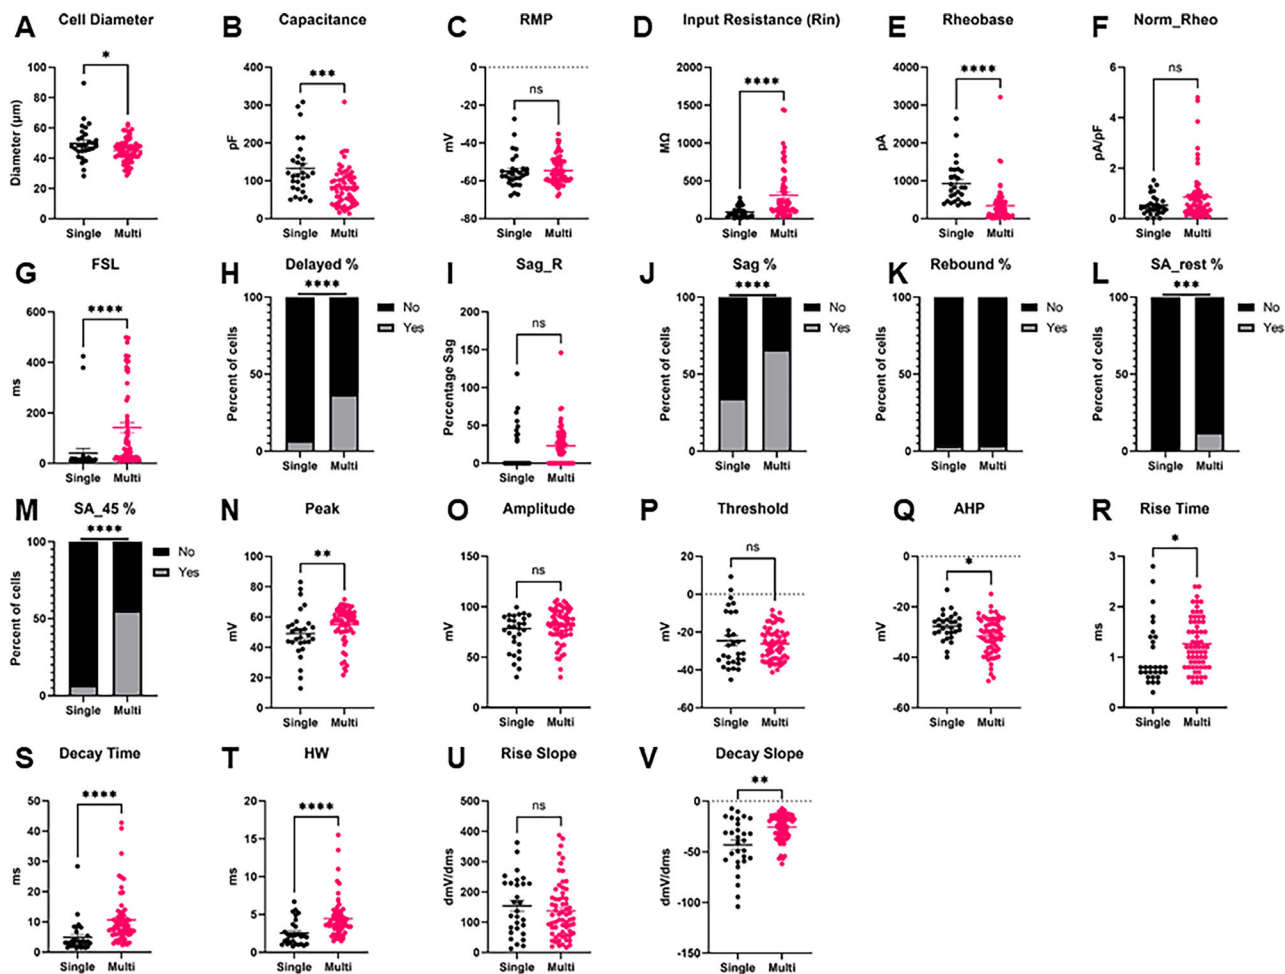 A Cell Diameter
*
Diameter (µm)
100
80
60
40
20
0
Single Multi
B Capacitance
***
pF
400
300
200
100
0
Single Multi
C RMP
ns
mV
0
-20
-40
-60
-80
Single Multi
D Input Resistance (Rin)
****
MΩ
2000
1500
1000
500
0
Single Multi
E Rheobase
****
pA
4000
3000
2000
1000
0
Single Multi
F Norm_Rheo
ns
pA/pF
6
4
2
0
Single Multi
G FSL
****
ms
600
400
200
0
Single Multi
H Delayed %
****
Percent of cells
100
50
0
Single Multi
No
Yes
I Sag_R
ns
Percentage Sag
200
150
100
50
0
Single Multi
J Sag %
****
Percent of cells
100
50
0
Single Multi
No
Yes
K Rebound %
Percent of cells
100
50
0
Single Multi
No
Yes
L SA_rest %
***
Percent of cells
100
50
0
Single Multi
No
Yes
M SA_45 %
****
Percent of cells
100
50
0
Single Multi
No
Yes
N Peak
**
mV
100
80
60
40
20
0
Single Multi
O Amplitude
ns
mV
150
100
50
0
Single Multi
P Threshold
ns
mV
20
0
-20
-40
-60
Single Multi
Q AHP
*
mV
0
-20
-40
-60
Single Multi
R Rise Time
*
ms
3
2
1
0
Single Multi
S Decay Time
****
ms
50
40
30
20
10
0
Single Multi
T HW
****
ms
20
15
10
5
0
Single Multi
U Rise Slope
ns
dmV/dms
500
400
300
200
100
0
Single Multi
V Decay Slope
**
dmV/dms
0
-50
-100
-150
Single Multi